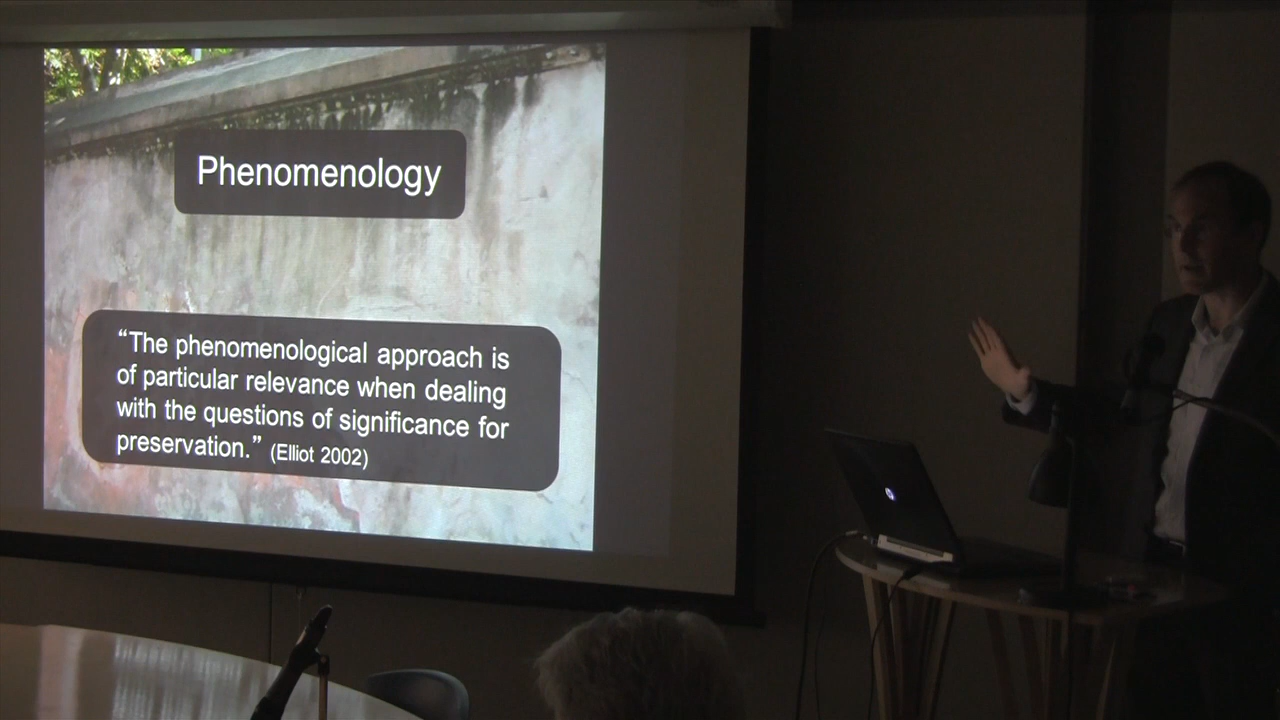 Phenomenology
“The phenomenological approach is
of particular relevance when dealing
with the questions of significance for
preservation.” (Elliot 2002)